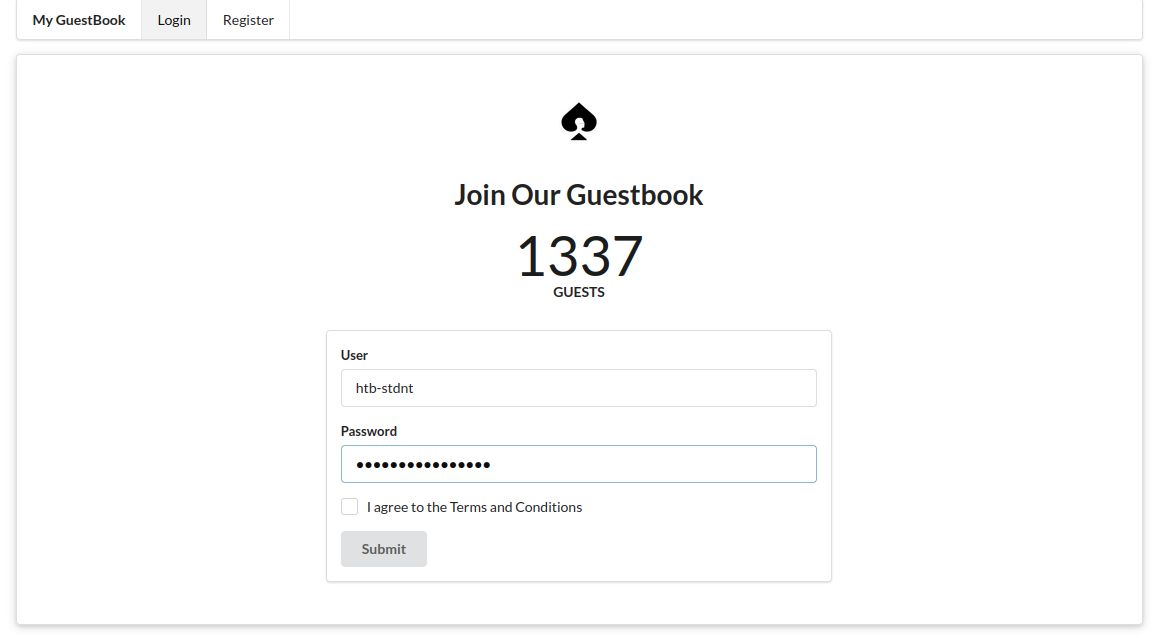 My GuestBook Login Register
Join Our Guestbook
1337
GUESTS
User
htb-stdnt
Password
••••••••••••••••
I agree to the Terms and Conditions
Submit